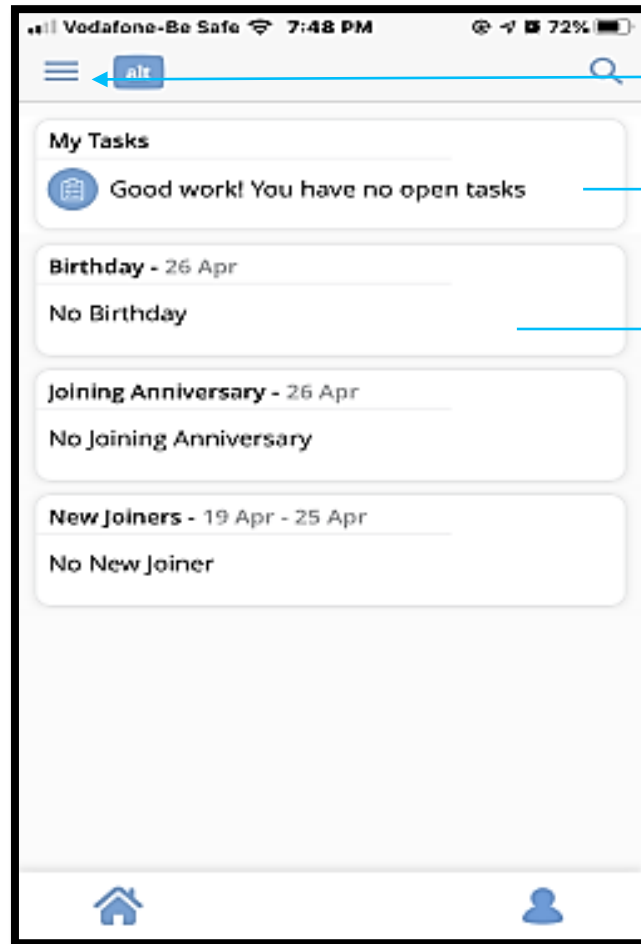 Vodafone-Be Safe 7:48 PM 72%
alt
My Tasks
Good work! You have no open tasks
Birthday - 26 Apr
No Birthday
Joining Anniversary - 26 Apr
No Joining Anniversary
New Joiners - 19 Apr - 25 Apr
No New Joiner